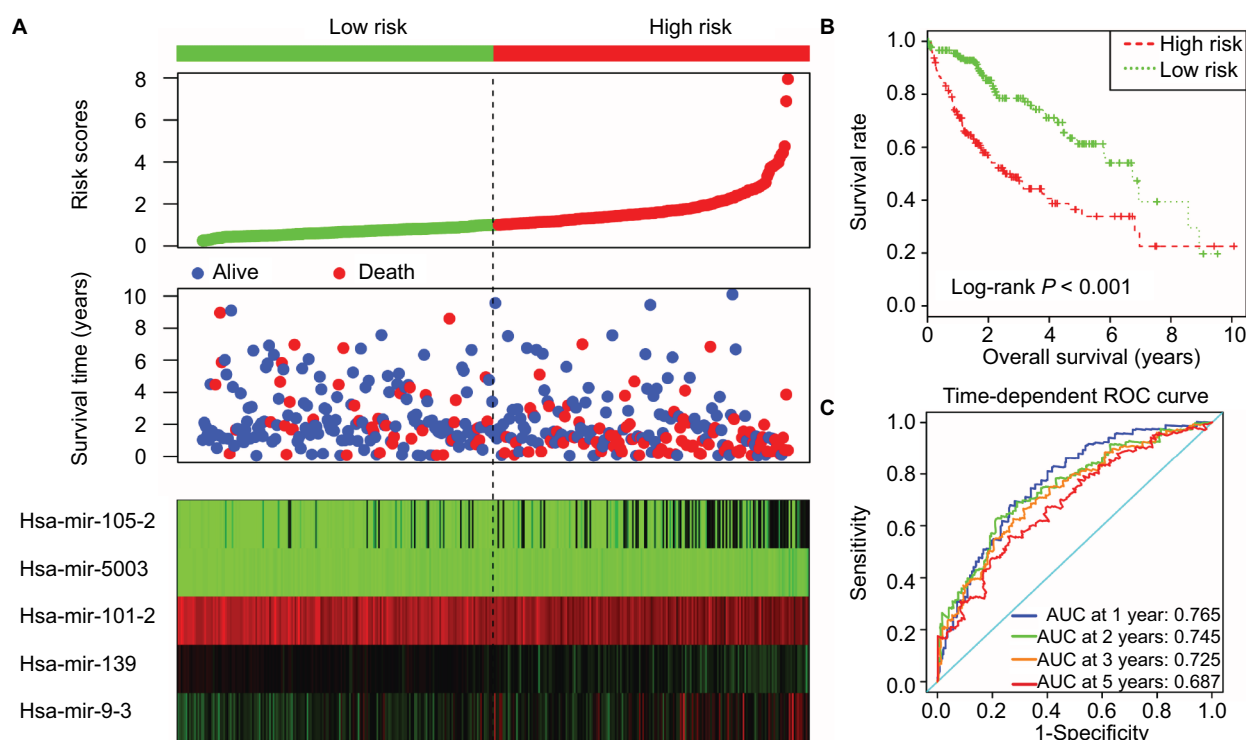 A
Low risk
High risk
Risk scores
8
6
4
2
0
Alive
Death
Survival time (years)
10
8
6
4
2
0
Hsa-mir-105-2
Hsa-mir-5003
Hsa-mir-101-2
Hsa-mir-139
Hsa-mir-9-3
B
High risk
Low risk
Survival rate
1.0
0.8
0.6
0.4
0.2
0.0
Log-rank P < 0.001
0 2 4 6 8 10
Overall survival (years)
C
Time-dependent ROC curve
Sensitivity
1.0
0.8
0.6
0.4
0.2
0.0
AUC at 1 year: 0.765
AUC at 2 years: 0.745
AUC at 3 years: 0.725
AUC at 5 years: 0.687
0.0 0.2 0.4 0.6 0.8 1.0
1-Specificity